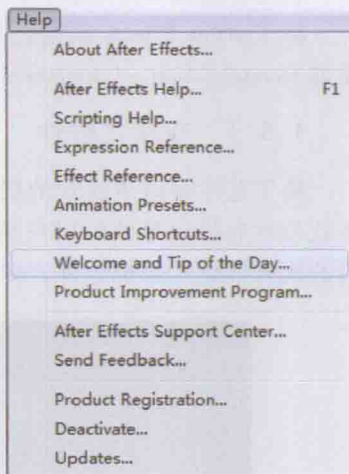 Help
About After Effects...
After Effects Help... F1
Scripting Help...
Expression Reference...
Effect Reference...
Animation Presets...
Keyboard Shortcuts...
Welcome and Tip of the Day...
Product Improvement Program...
After Effects Support Center...
Send Feedback...
Product Registration...
Deactivate...
Updates...